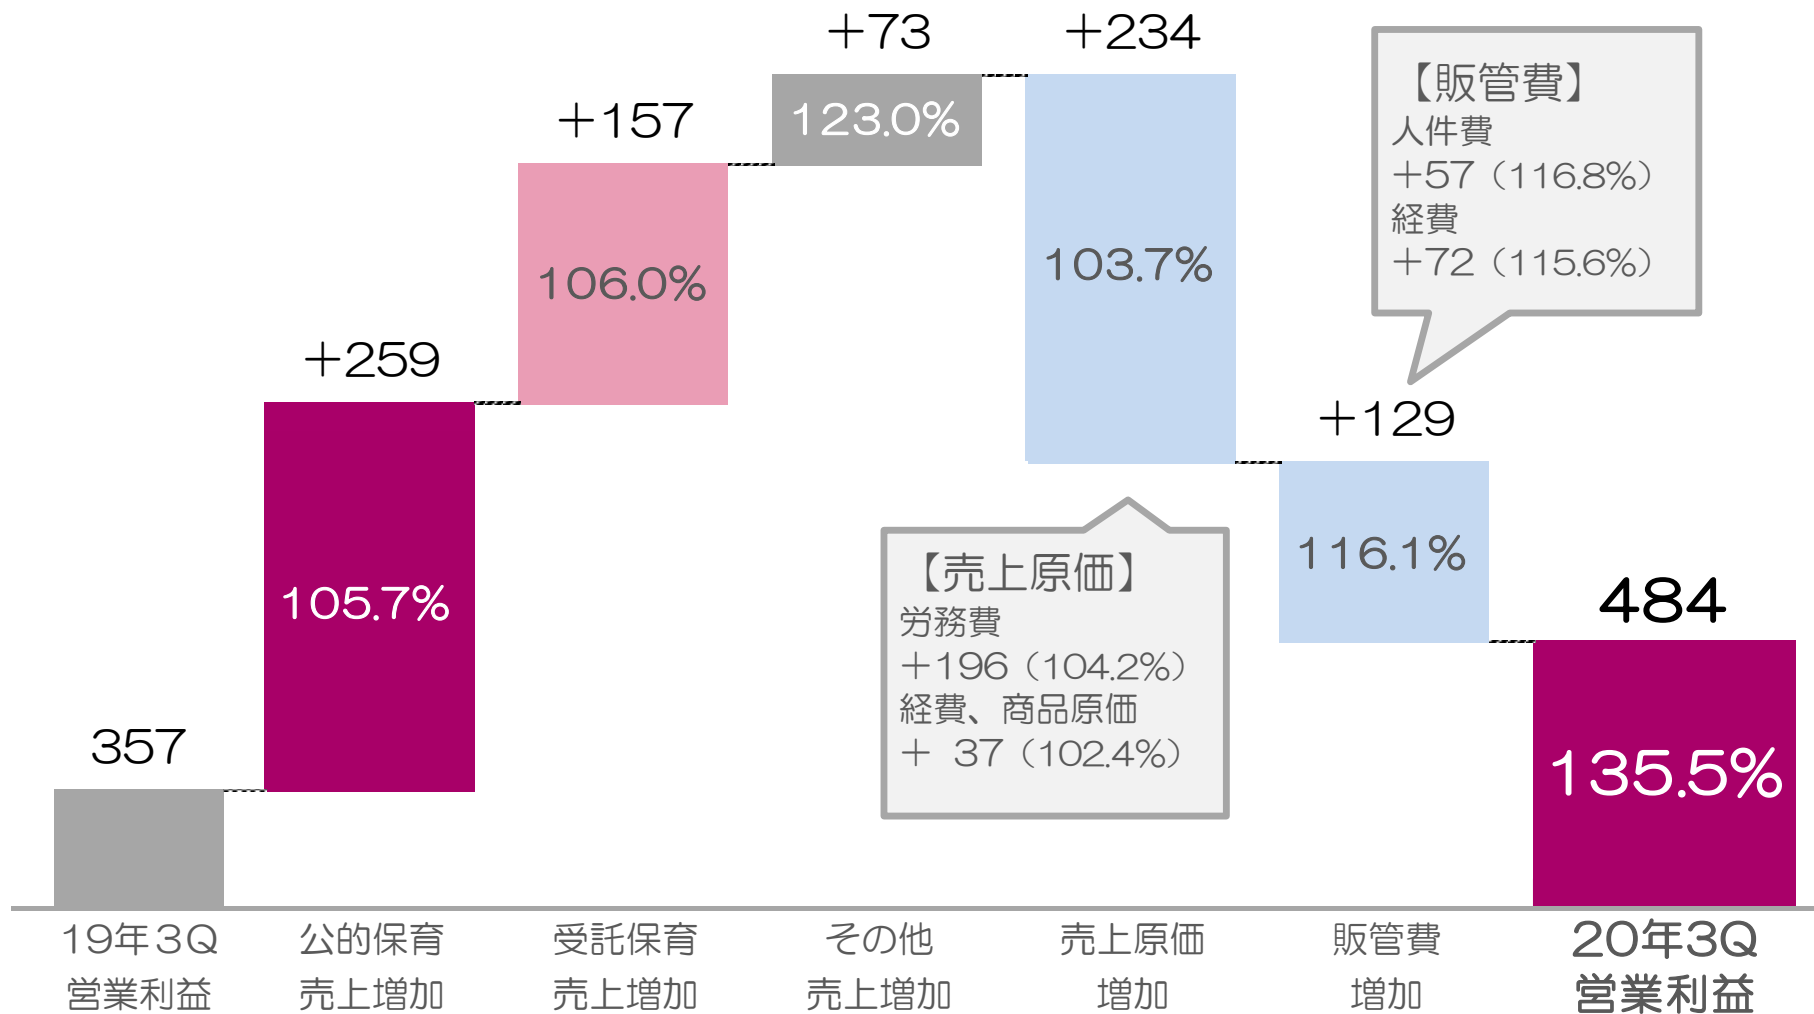 +73
+234
+157
123.0%
【販管費】
人件費
+57（116.8%）
経費
+72（115.6%）
106.0%
103.7%
+259
+129
105.7%
116.1%
【売上原価】
労務費
+196（104.2%）
経費、商品原価
+ 37（102.4%）
484
357
135.5%
19年３Q
営業利益
公的保育
売上増加
受託保育
売上増加
その他
売上増加
売上原価
増加
販管費
増加
20年3Q
営業利益